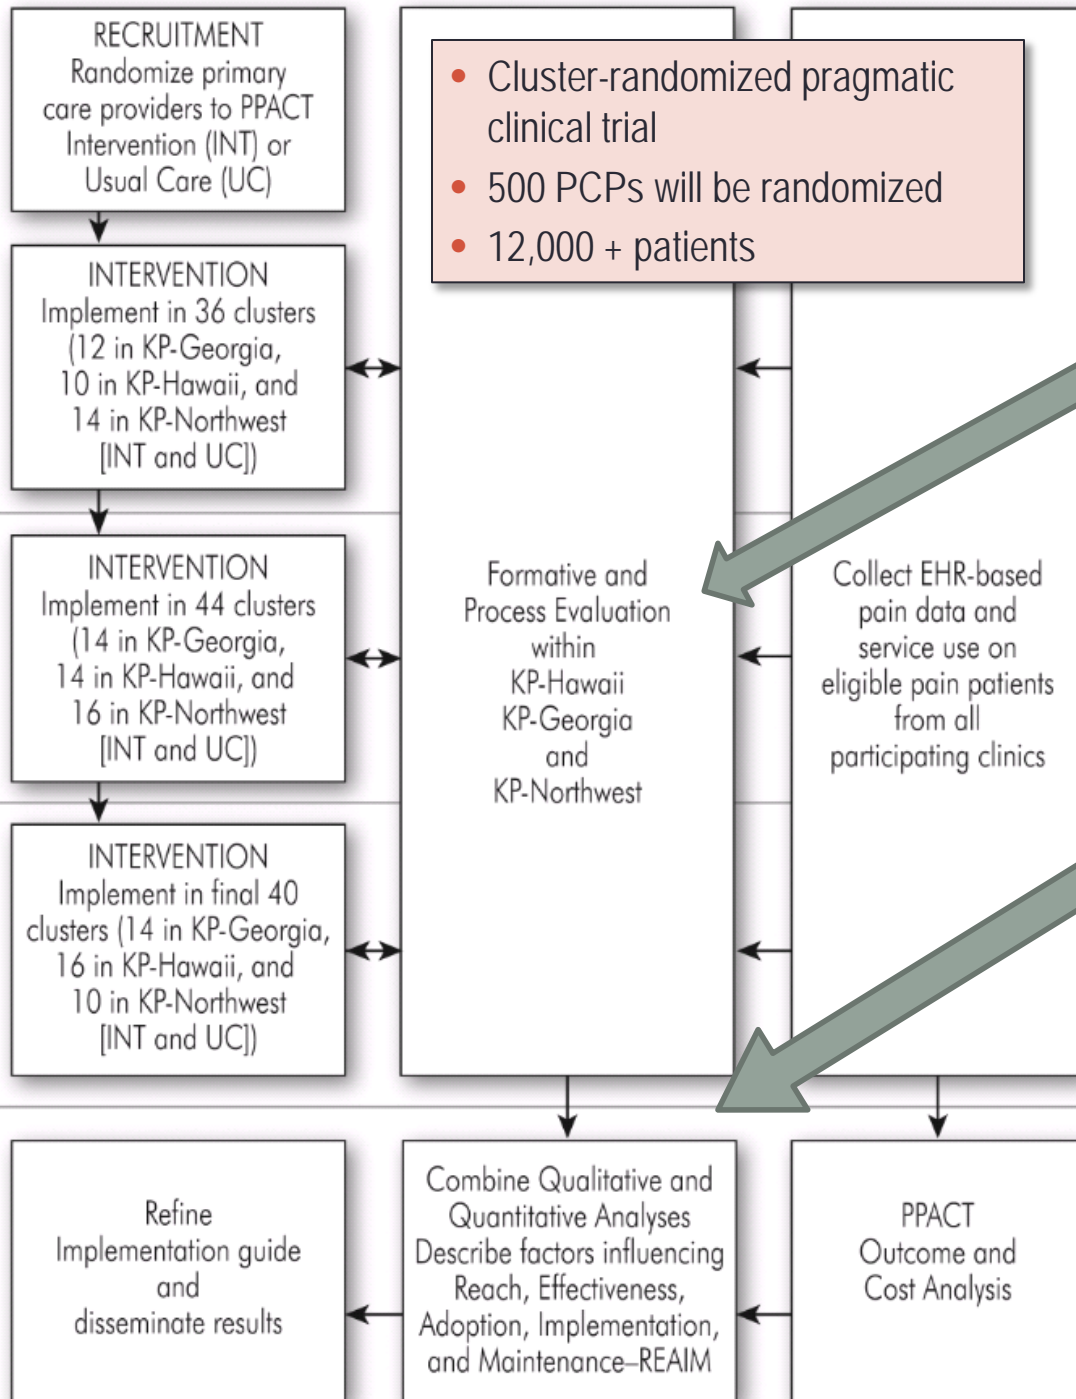 RECRUITMENT
Randomize primary
care providers to PPACT
Intervention (INT) or
Usual Care (UC)
• Cluster-randomized pragmatic
clinical trial
• 500 PCPs will be randomized
• 12,000 + patients
INTERVENTION
Implement in 36 clusters
(12 in KP-Georgia,
10 in KP-Hawaii, and
14 in KP-Northwest
[INT and UC])
INTERVENTION
Implement in 44 clusters
(14 in KP-Georgia,
14 in KP-Hawaii, and
16 in KP-Northwest
[INT and UC])
INTERVENTION
Implement in final 40
clusters (14 in KP-Georgia,
16 in KP-Hawaii, and
10 in KP-Northwest
[INT and UC])
Formative and
Process Evaluation
within
KP-Hawaii
KP-Georgia
and
KP-Northwest
Collect EHR-based
pain data and
service use on
eligible pain patients
from all
participating clinics
Refine
Implementation guide
and
disseminate results
Combine Qualitative and
Quantitative Analyses
Describe factors influencing
Reach, Effectiveness,
Adoption, Implementation,
and Maintenance–REAIM
PPACT
Outcome and
Cost Analysis